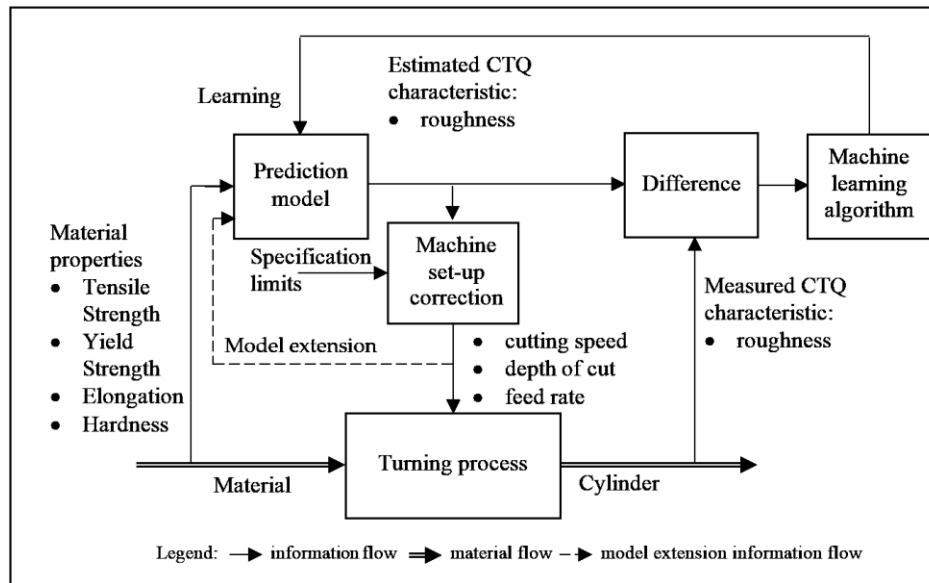 Estimated CTQ
characteristic:
• roughness
Learning
Prediction
model
Difference
Machine
learning
algorithm
Material
properties
• Tensile
Strength
• Yield
Strength
• Elongation
• Hardness
Specification
limits
Machine
set-up
correction
Measured CTQ
characteristic:
• roughness
Model extension
• cutting speed
• depth of cut
• feed rate
Turning process
Material
Cylinder
Legend: information flow material flow model extension information flow